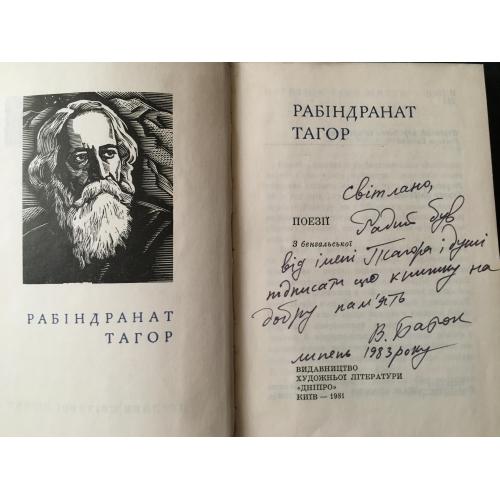 РАБІНДРАНАТ
ТАГОР
РАБІНДРАНАТ
ТАГОР
Світлано,
ПОЕЗІЇ
Радий був
З бенгальської
від імені Тагора і душі
підписати цю книжку на
добру пам'ять
В. Батюк
липень 1983 року
ВИДАВНИЦТВО
ХУДОЖНЬОЇ ЛІТЕРАТУРИ
«ДНІПРО»
КИЇВ — 1981